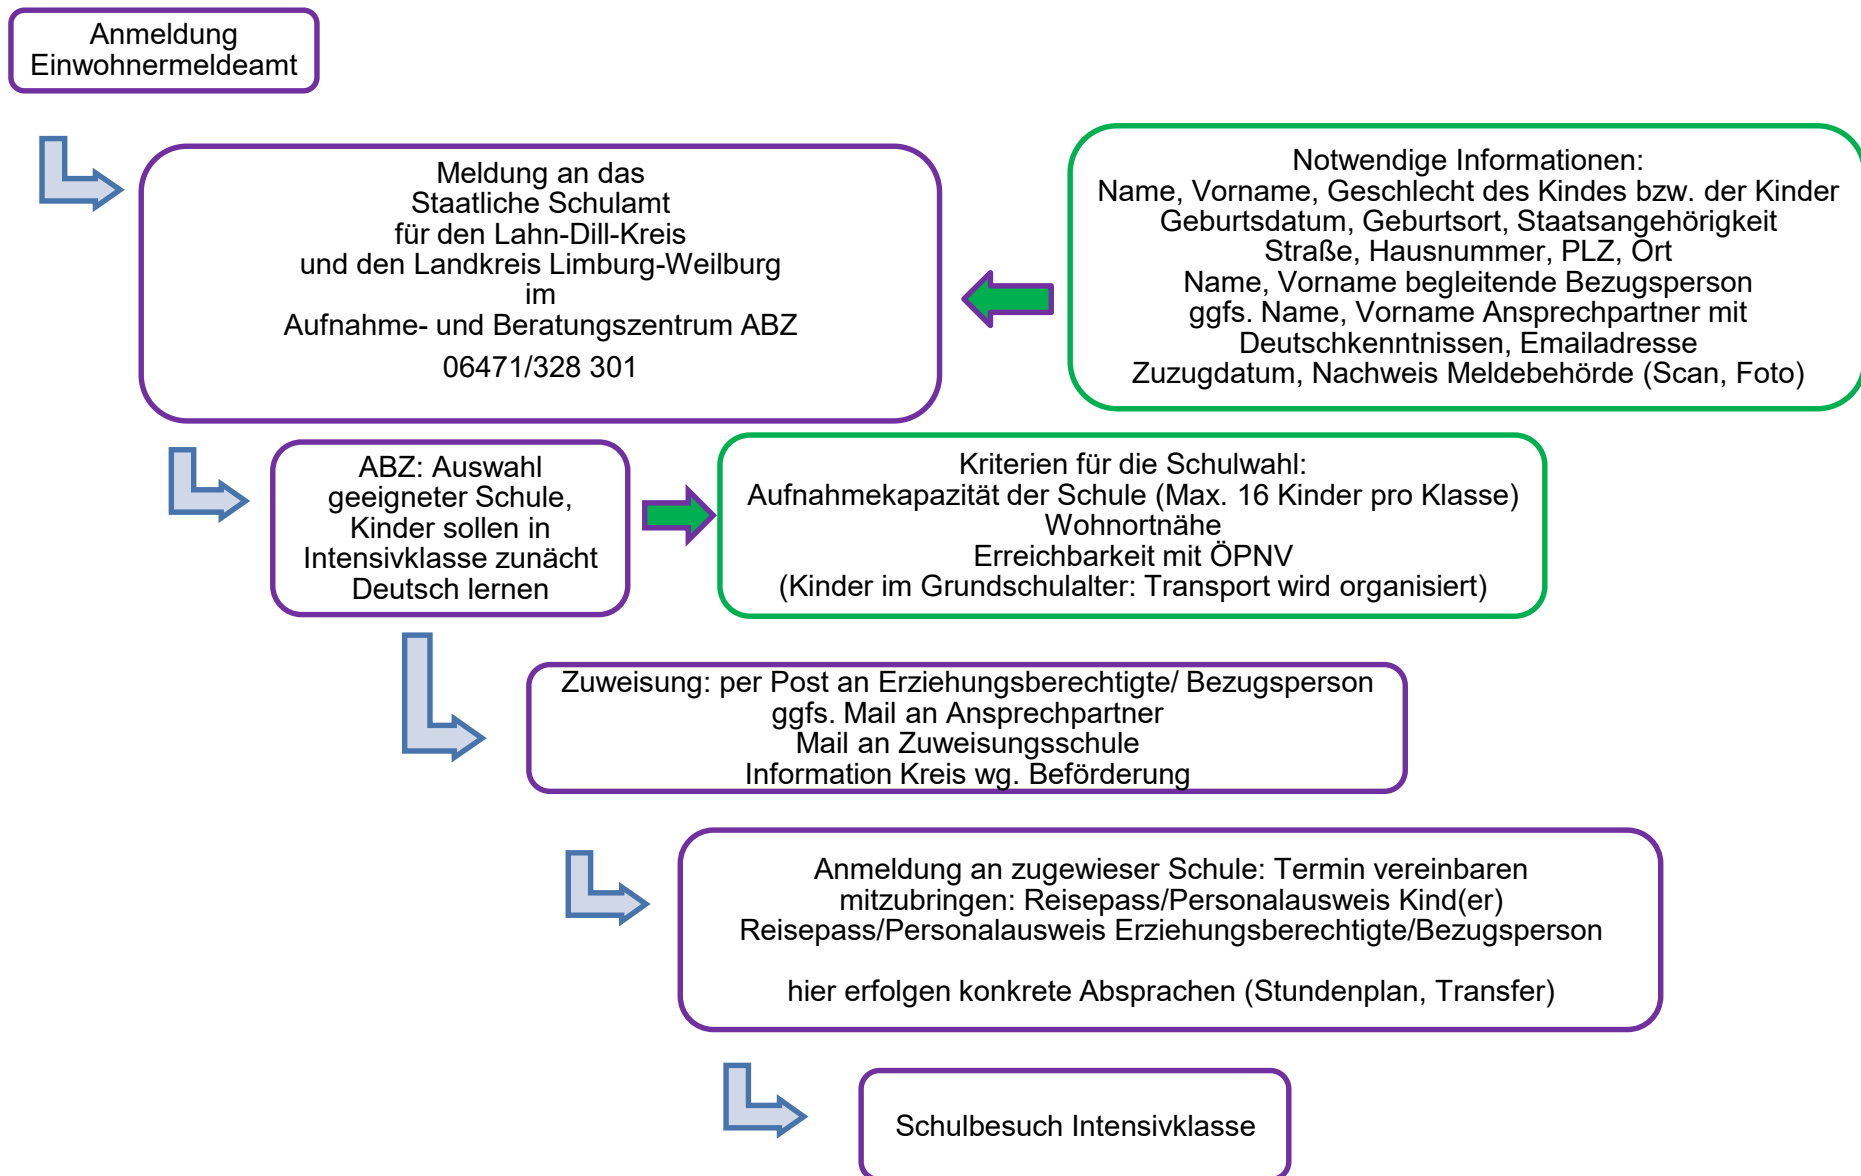 Anmeldung
Einwohnermeldeamt
Meldung an das
Staatliche Schulamt
für den Lahn-Dill-Kreis
und den Landkreis Limburg-Weilburg
im
Aufnahme- und Beratungszentrum ABZ
06471/328 301
Notwendige Informationen:
Name, Vorname, Geschlecht des Kindes bzw. der Kinder
Geburtsdatum, Geburtsort, Staatsangehörigkeit
Straße, Hausnummer, PLZ, Ort
Name, Vorname begleitende Bezugsperson
ggfs. Name, Vorname Ansprechpartner mit
Deutschkenntnissen, Emailadresse
Zuzugdatum, Nachweis Meldebehörde (Scan, Foto)
ABZ: Auswahl
geeigneter Schule,
Kinder sollen in
Intensivklasse zunächt
Deutsch lernen
Kriterien für die Schulwahl:
Aufnahmekapazität der Schule (Max. 16 Kinder pro Klasse)
Wohnortnähe
Erreichbarkeit mit ÖPNV
(Kinder im Grundschulalter: Transport wird organisiert)
Zuweisung: per Post an Erziehungsberechtigte/ Bezugsperson
ggfs. Mail an Ansprechpartner
Mail an Zuweisungsschule
Information Kreis wg. Beförderung
Anmeldung an zugewieser Schule: Termin vereinbaren
mitzubringen: Reisepass/Personalausweis Kind(er)
Reisepass/Personalausweis Erziehungsberechtigte/Bezugsperson
hier erfolgen konkrete Absprachen (Stundenplan, Transfer)
Schulbesuch Intensivklasse